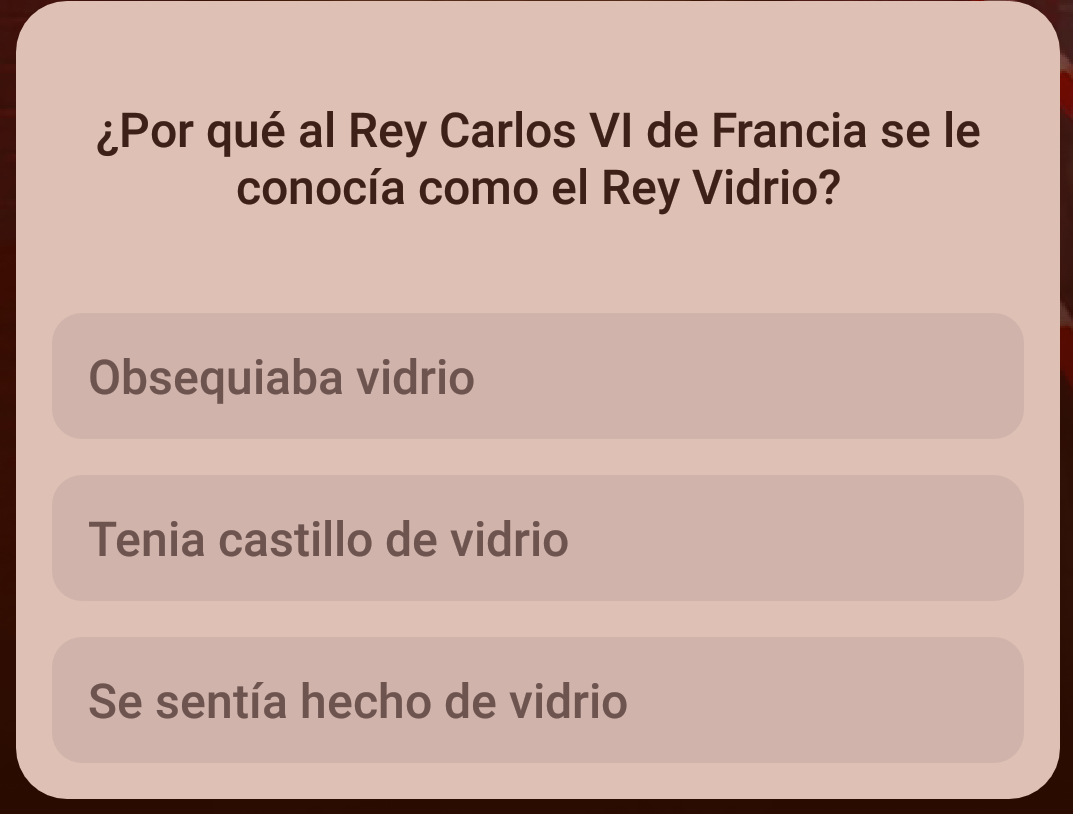 ¿Por qué al Rey Carlos VI de Francia se le
conocía como el Rey Vidrio?
Obsequiaba vidrio
Tenia castillo de vidrio
Se sentía hecho de vidrio